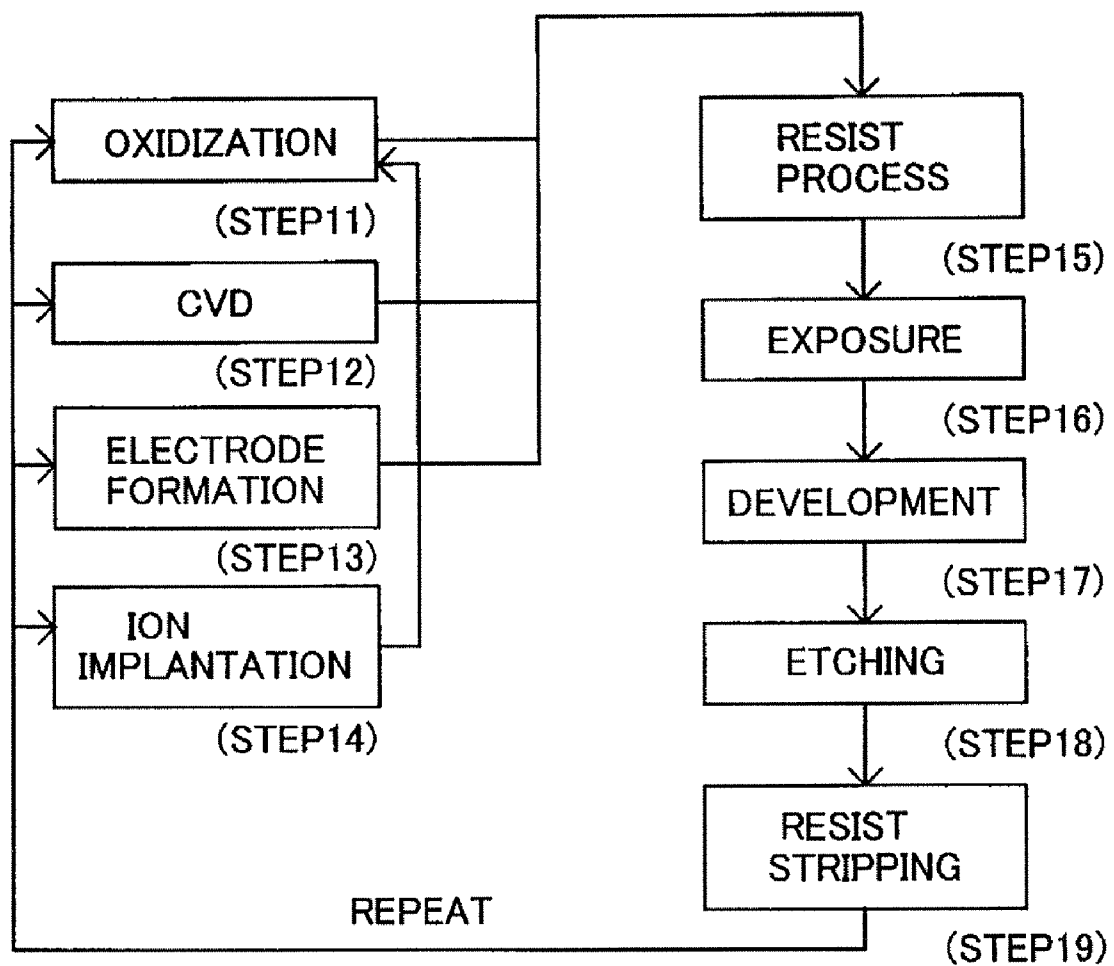 OXIDIZATION
(STEP11)
CVD
(STEP12)
ELECTRODE
FORMATION
(STEP13)
ION
IMPLANTATION
(STEP14)
RESIST
PROCESS
(STEP15)
EXPOSURE
(STEP16)
DEVELOPMENT
(STEP17)
ETCHING
(STEP18)
RESIST
STRIPPING
(STEP19)
REPEAT